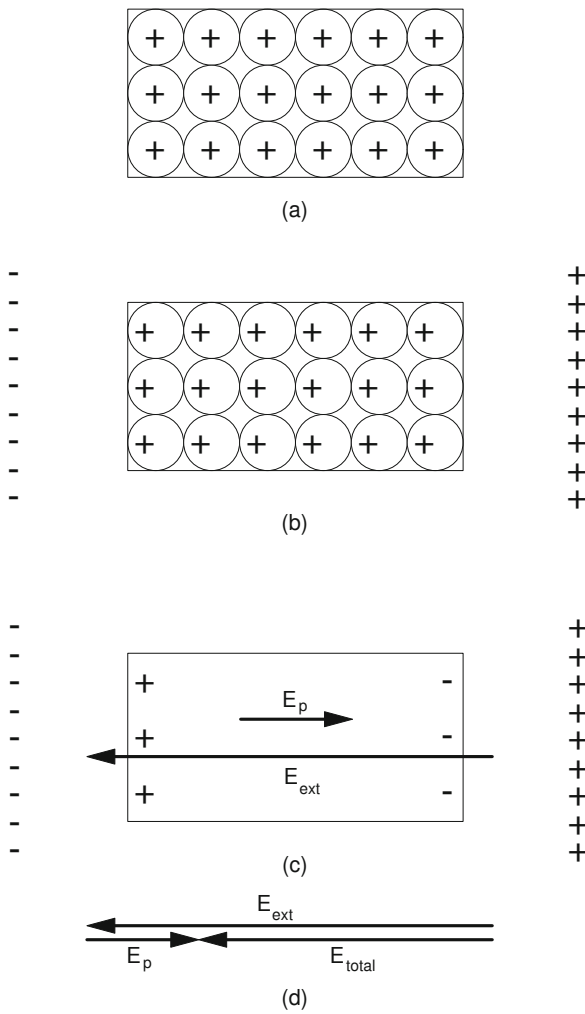 + + + + + +
+ + + + + +
+ + + + + +
(a)
- +
- +
- + + + + + + +
- +
- + + + + + + +
- +
- + + + + + + +
- +
- +
(b)
- +
- +
- + - +
- E_p +
- + - +
- E_ext +
- + - +
- +
- +
(c)
E_ext
E_p E_total
(d)